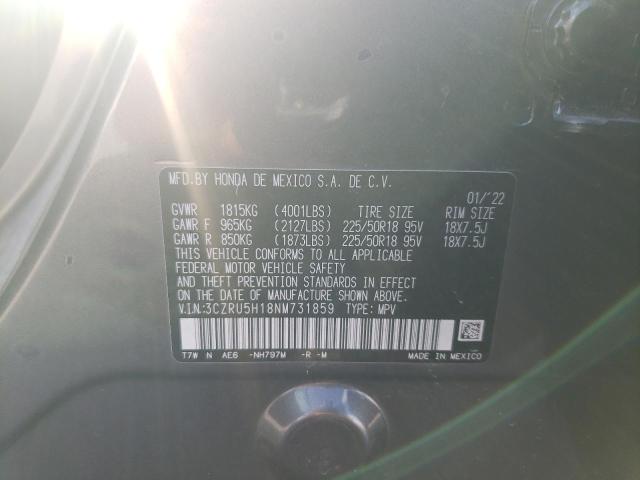 MFD.BY HONDA DE MEXICO S.A. DE C.V.
01/'22
GVWR 1815KG (4001LBS) TIRE SIZE RIM SIZE
GAWR F 965KG (2127LBS) 225/50R18 95V 18X7.5J
GAWR R 850KG (1873LBS) 225/50R18 95V 18X7.5J
THIS VEHICLE CONFORMS TO ALL APPLICABLE
FEDERAL MOTOR VEHICLE SAFETY
AND THEFT PREVENTION STANDARDS IN EFFECT
ON THE DATE OF MANUFACTURE SHOWN ABOVE.
V.I.N:3CZRU5H18NM731859 TYPE: MPV
T7W N AE6 -NH797M -R -M MADE IN MEXICO